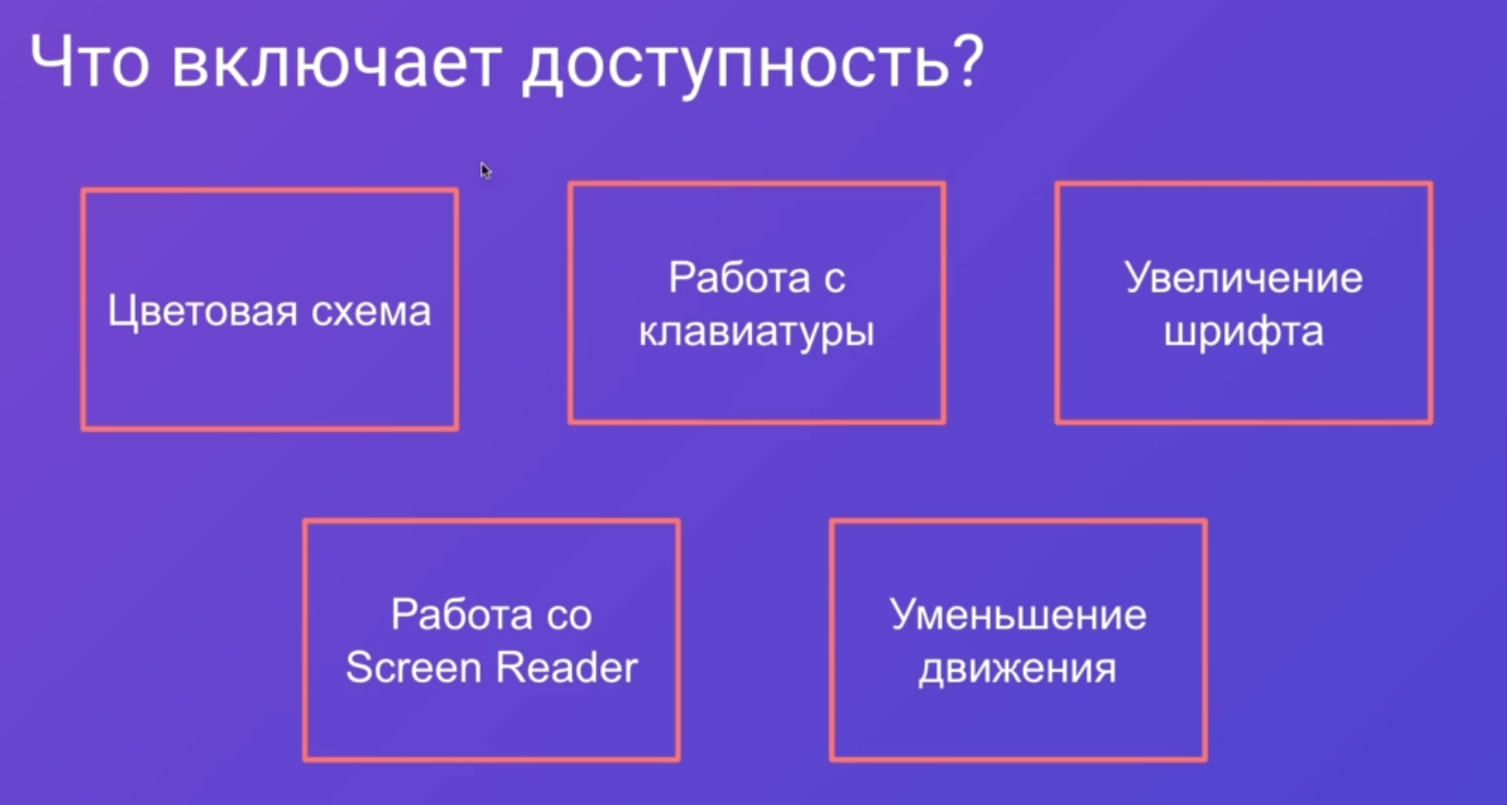 Что включает доступность?
Цветовая схема
Работа с
клавиатуры
Увеличение
шрифта
Работа со
Screen Reader
Уменьшение
движения